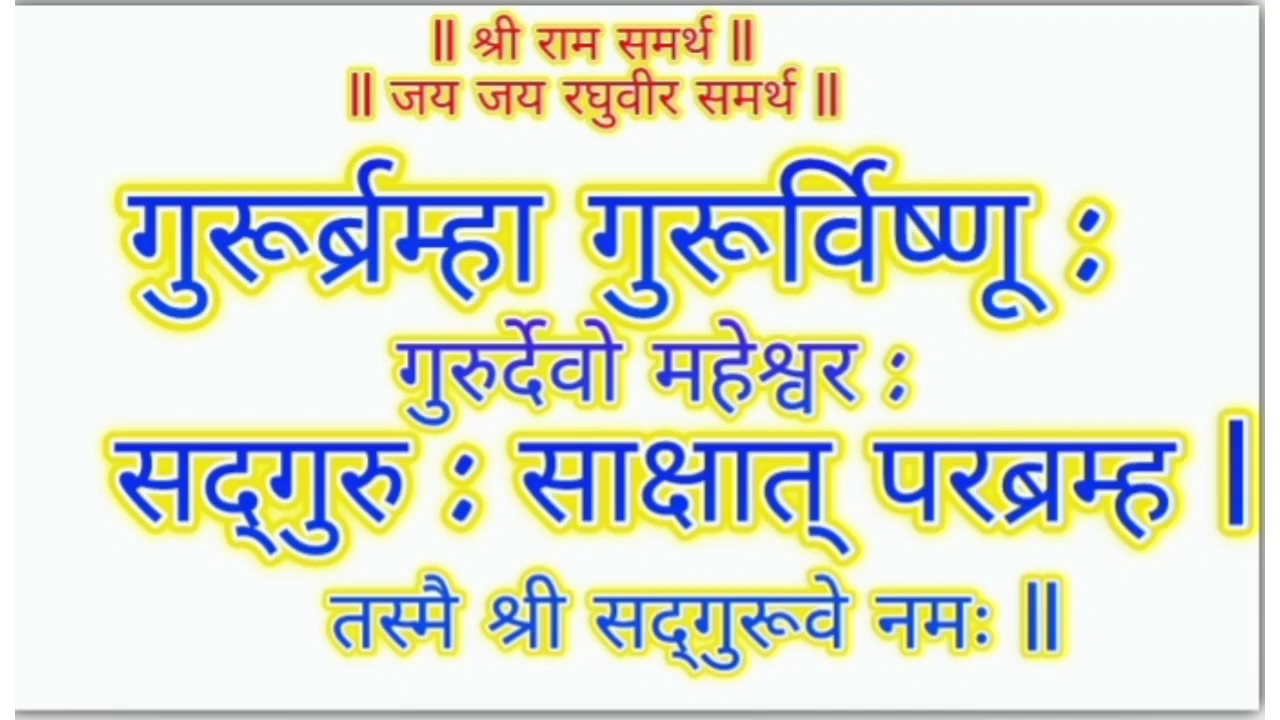 ॥ श्री राम समर्थ ॥
॥ जय जय रघुवीर समर्थ ॥
गुरूर्ब्रम्हा गुरूर्विष्णू :
गुरुर्देवो महेश्वर :
सद्‌गुरु : साक्षात् परब्रम्ह |
तस्मै श्री सद्‌गुरूवे नमः ॥